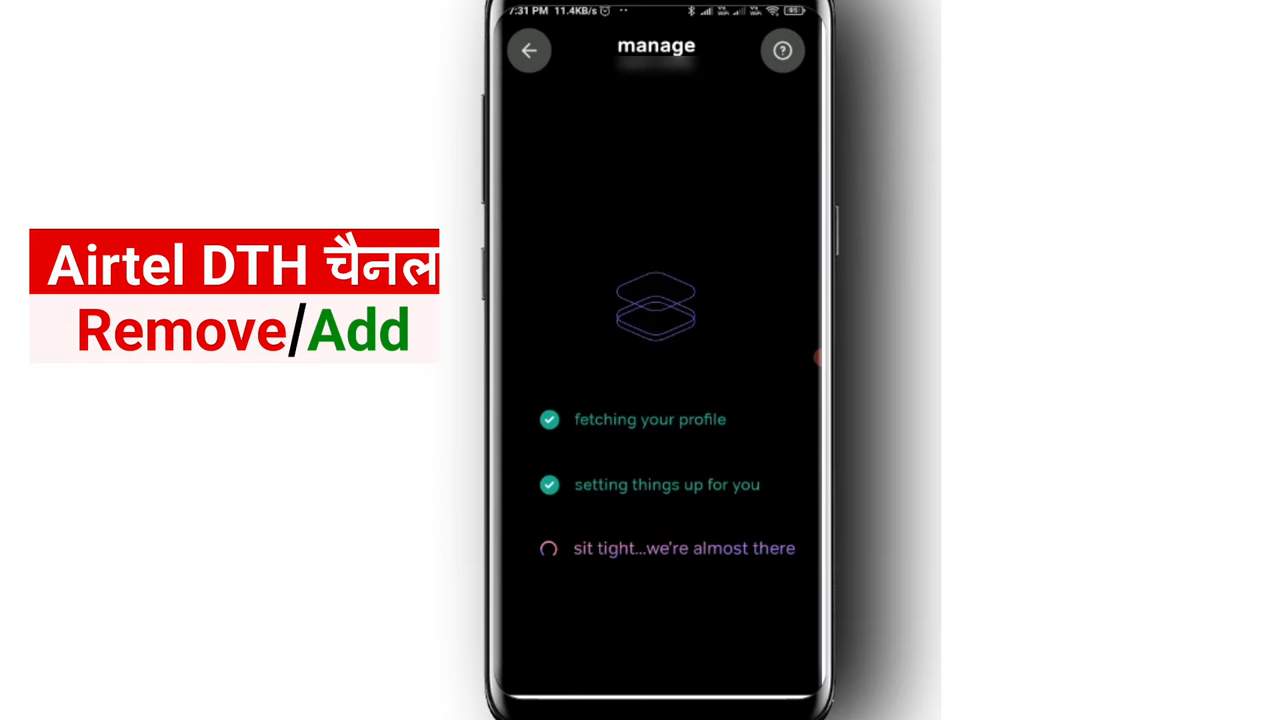 7:31 PM 11.4KB/s
manage
Airtel DTH चैनल
Remove/Add
fetching your profile
setting things up for you
sit tight...we're almost there